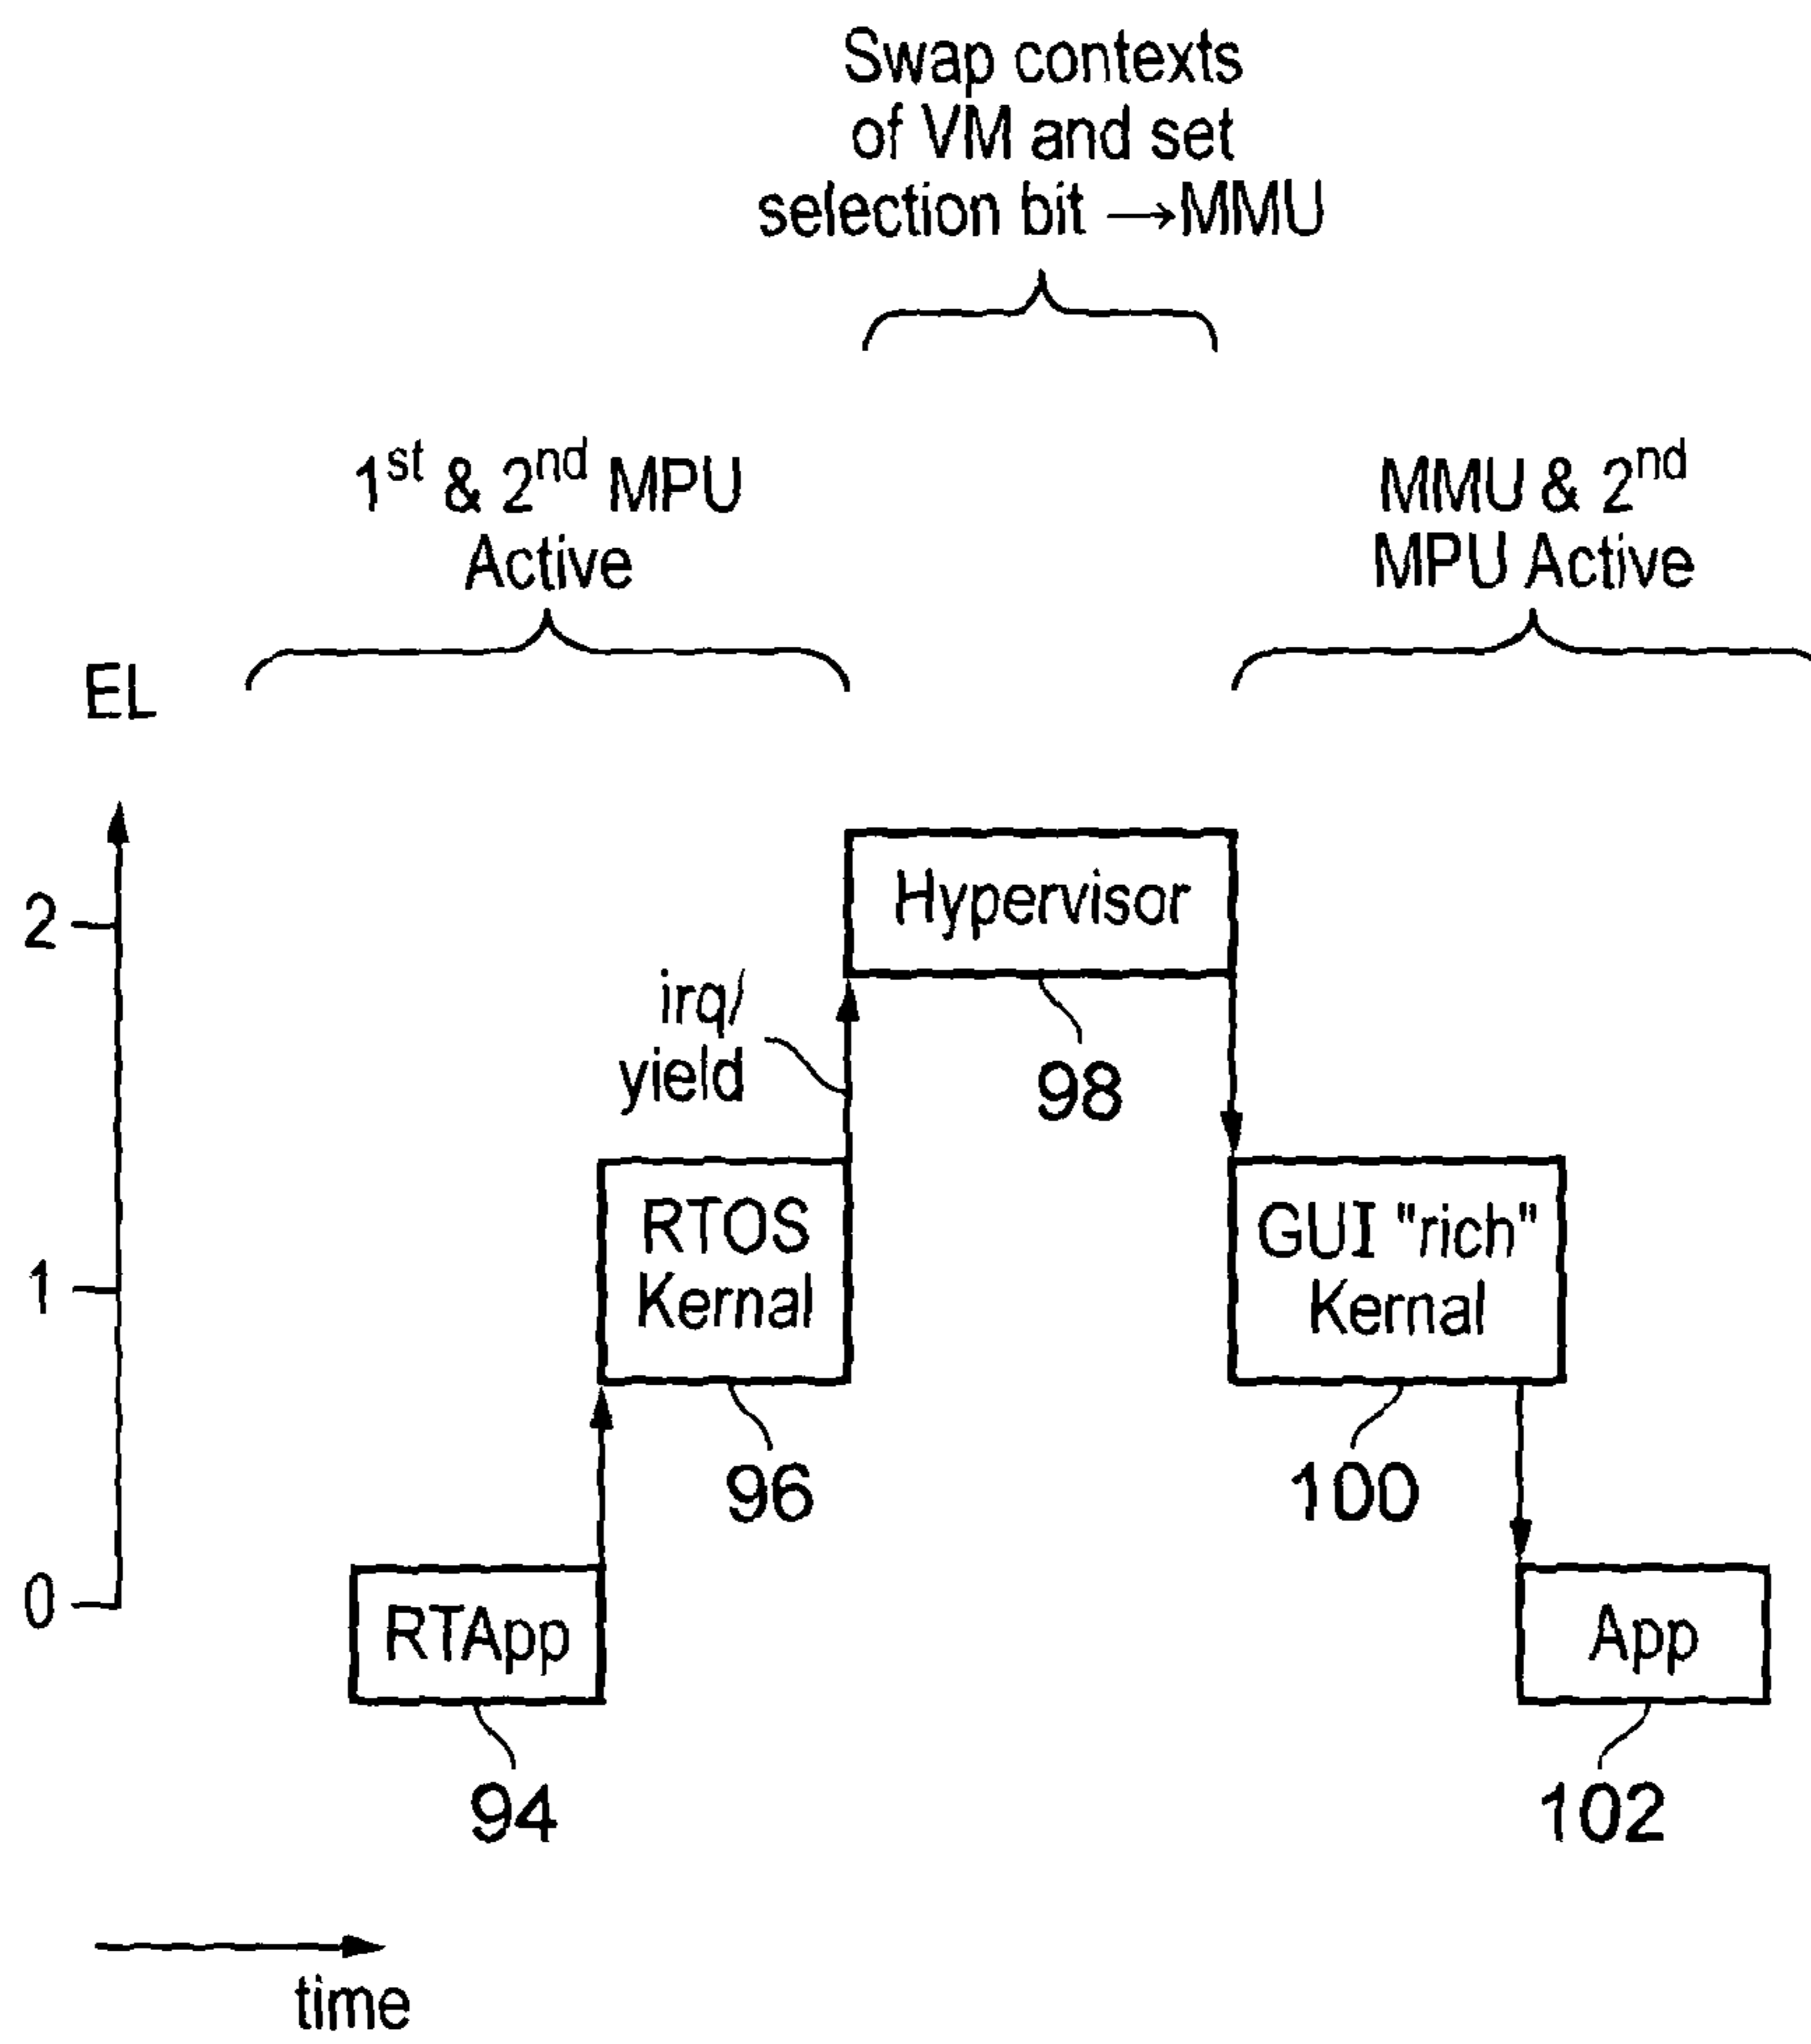 Swap contexts
of VM and set
selection bit →MMU
1st & 2nd MPU
Active
MMU & 2nd
MPU Active
EL
2
Hypervisor
irq/
yield
98
1
RTOS
Kernal
GUI "rich"
Kernal
96
100
0
RTApp
App
94
102
time